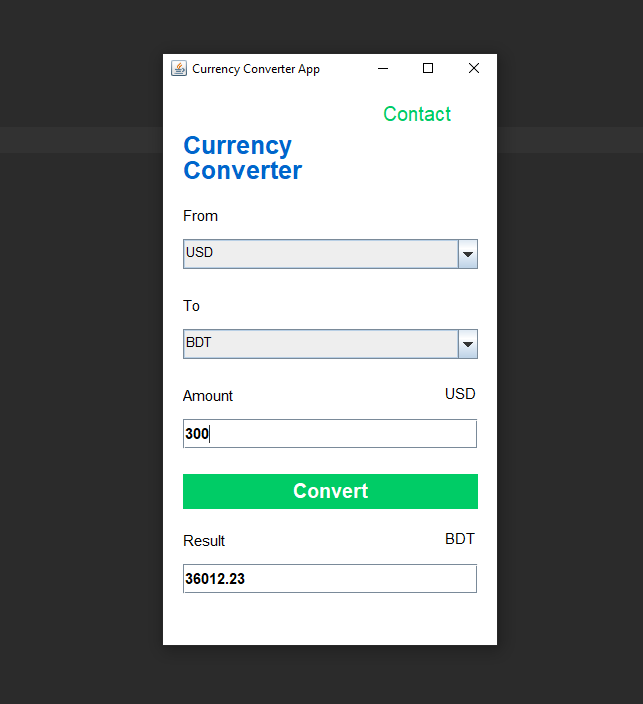 Currency Converter App
Contact
Currency
Converter
From
USD
To
BDT
Amount
USD
300
Convert
Result
BDT
36012.23